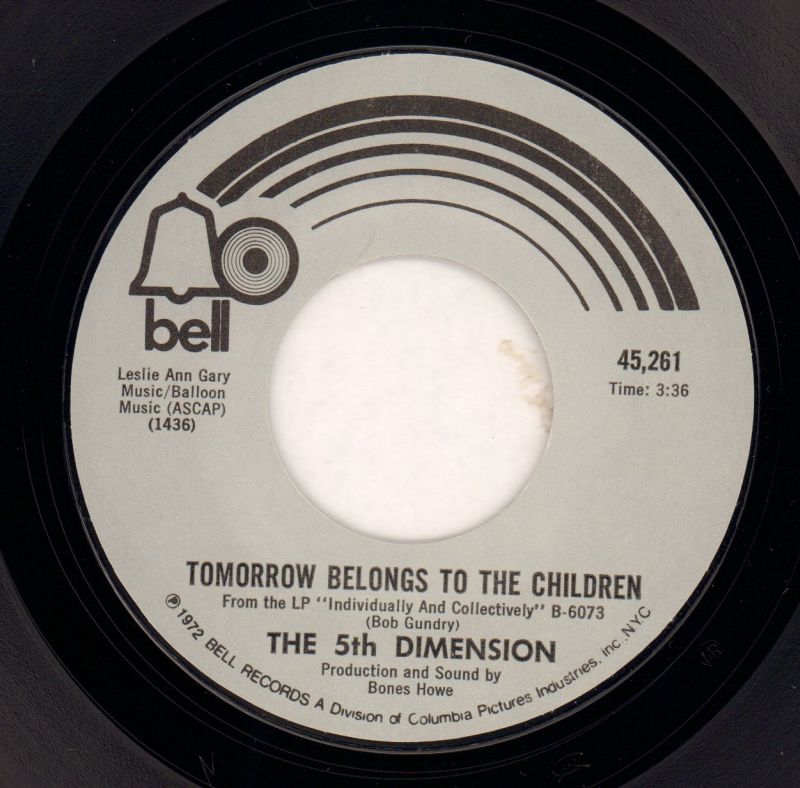 bell
Leslie Ann Gary
Music/Balloon
Music (ASCAP)
(1436)
45,261
Time: 3:36
TOMORROW BELONGS TO THE CHILDREN
From the LP "Individually And Collectively" B-6073
(Bob Gundry)
THE 5th DIMENSION
Production and Sound by
Bones Howe
℗ 1972 BELL RECORDS A Division of Columbia Pictures Industries, inc. N.Y.C